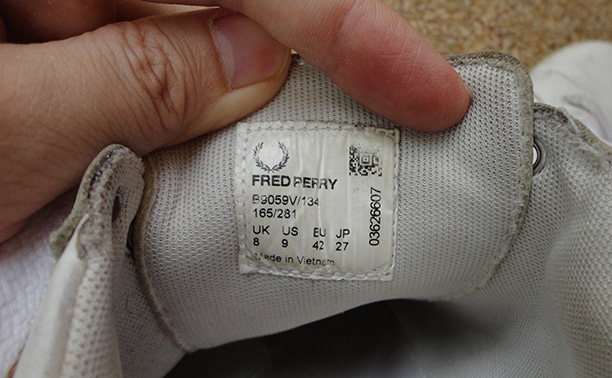 FRED PERRY
B9059V/134
165/281
UK US EU JP
8 9 42 27
Made in Vietnam
03626607